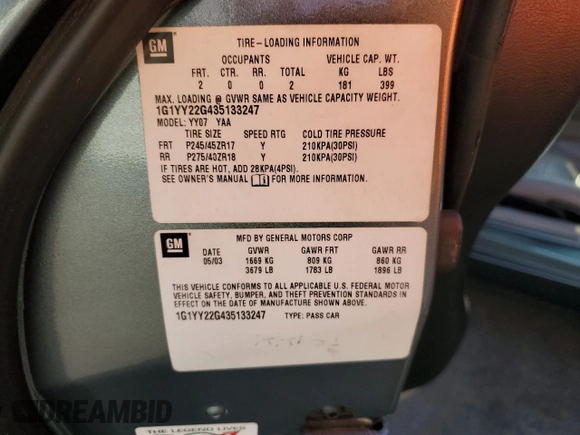 GM
TIRE-LOADING INFORMATION
OCCUPANTS VEHICLE CAP. WT.
FRT. CTR. RR. TOTAL KG LBS
2 0 0 2 181 399
MAX. LOADING @ GVWR SAME AS VEHICLE CAPACITY WEIGHT.
1G1YY22G435133247
MODEL: YY07 YAA
TIRE SIZE SPEED RTG COLD TIRE PRESSURE
FRT P245/45ZR17 Y 210KPA(30PSI)
RR P275/40ZR18 Y 210KPA(30PSI)
IF TIRES ARE HOT, ADD 28KPA(4PSI).
SEE OWNER'S MANUAL FOR MORE INFORMATION.
GM
MFD BY GENERAL MOTORS CORP
DATE GVWR GAWR FRT GAWR RR
05/03 1669 KG 809 KG 860 KG
3679 LB 1783 LB 1896 LB
THIS VEHICLE CONFORMS TO ALL APPLICABLE U.S. FEDERAL MOTOR
VEHICLE SAFETY, BUMPER, AND THEFT PREVENTION STANDARDS IN
EFFECT ON THE DATE OF MANUFACTURE SHOWN ABOVE.
1G1YY22G435133247 TYPE: PASS CAR
THE LEGEND LIVES
DREAMBID